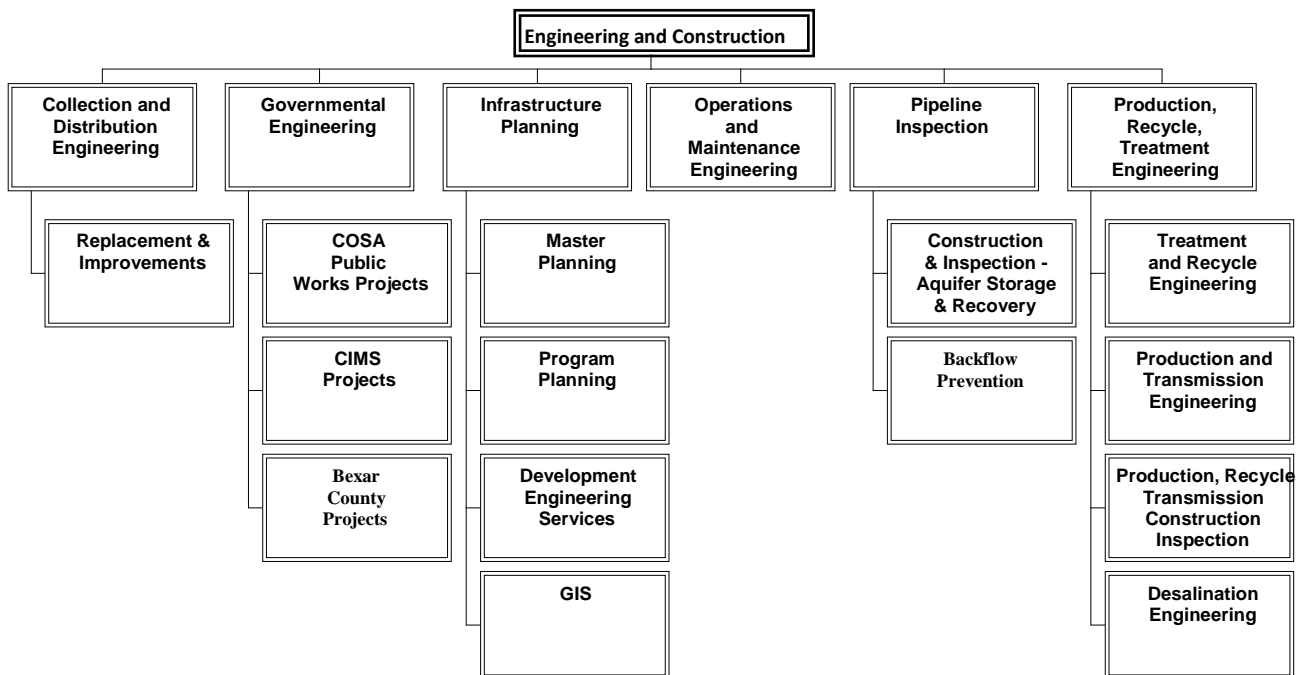 Engineering and Construction
Collection and
Distribution
Engineering
Governmental
Engineering
Infrastructure
Planning
Operations
and
Maintenance
Engineering
Pipeline
Inspection
Production,
Recycle,
Treatment
Engineering
Replacement &
Improvements
COSA
Public
Works Projects
CIMS
Projects
Bexar
County
Projects
Master
Planning
Program
Planning
Development
Engineering
Services
GIS
Construction
& Inspection -
Aquifer Storage
& Recovery
Backflow
Prevention
Treatment
and Recycle
Engineering
Production and
Transmission
Engineering
Production, Recycle
Transmission
Construction
Inspection
Desalination
Engineering